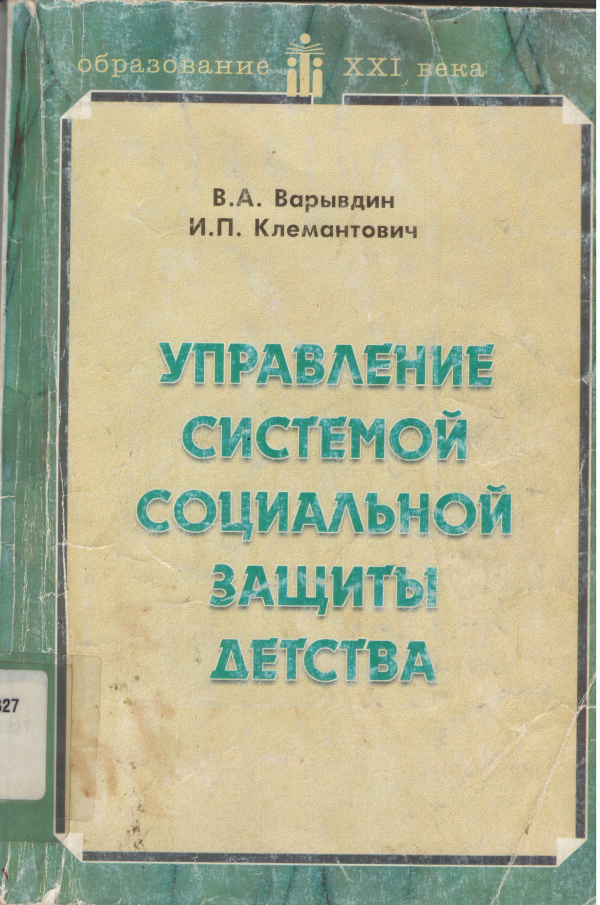 образование XXI века
В.А. Варывдин
И.П. Клемантович
УПРАВЛЕНИЕ
СИСТЕМОЙ
СОЦИАЛЬНОЙ
ЗАЩИТЫ
ДЕТСТВА
327